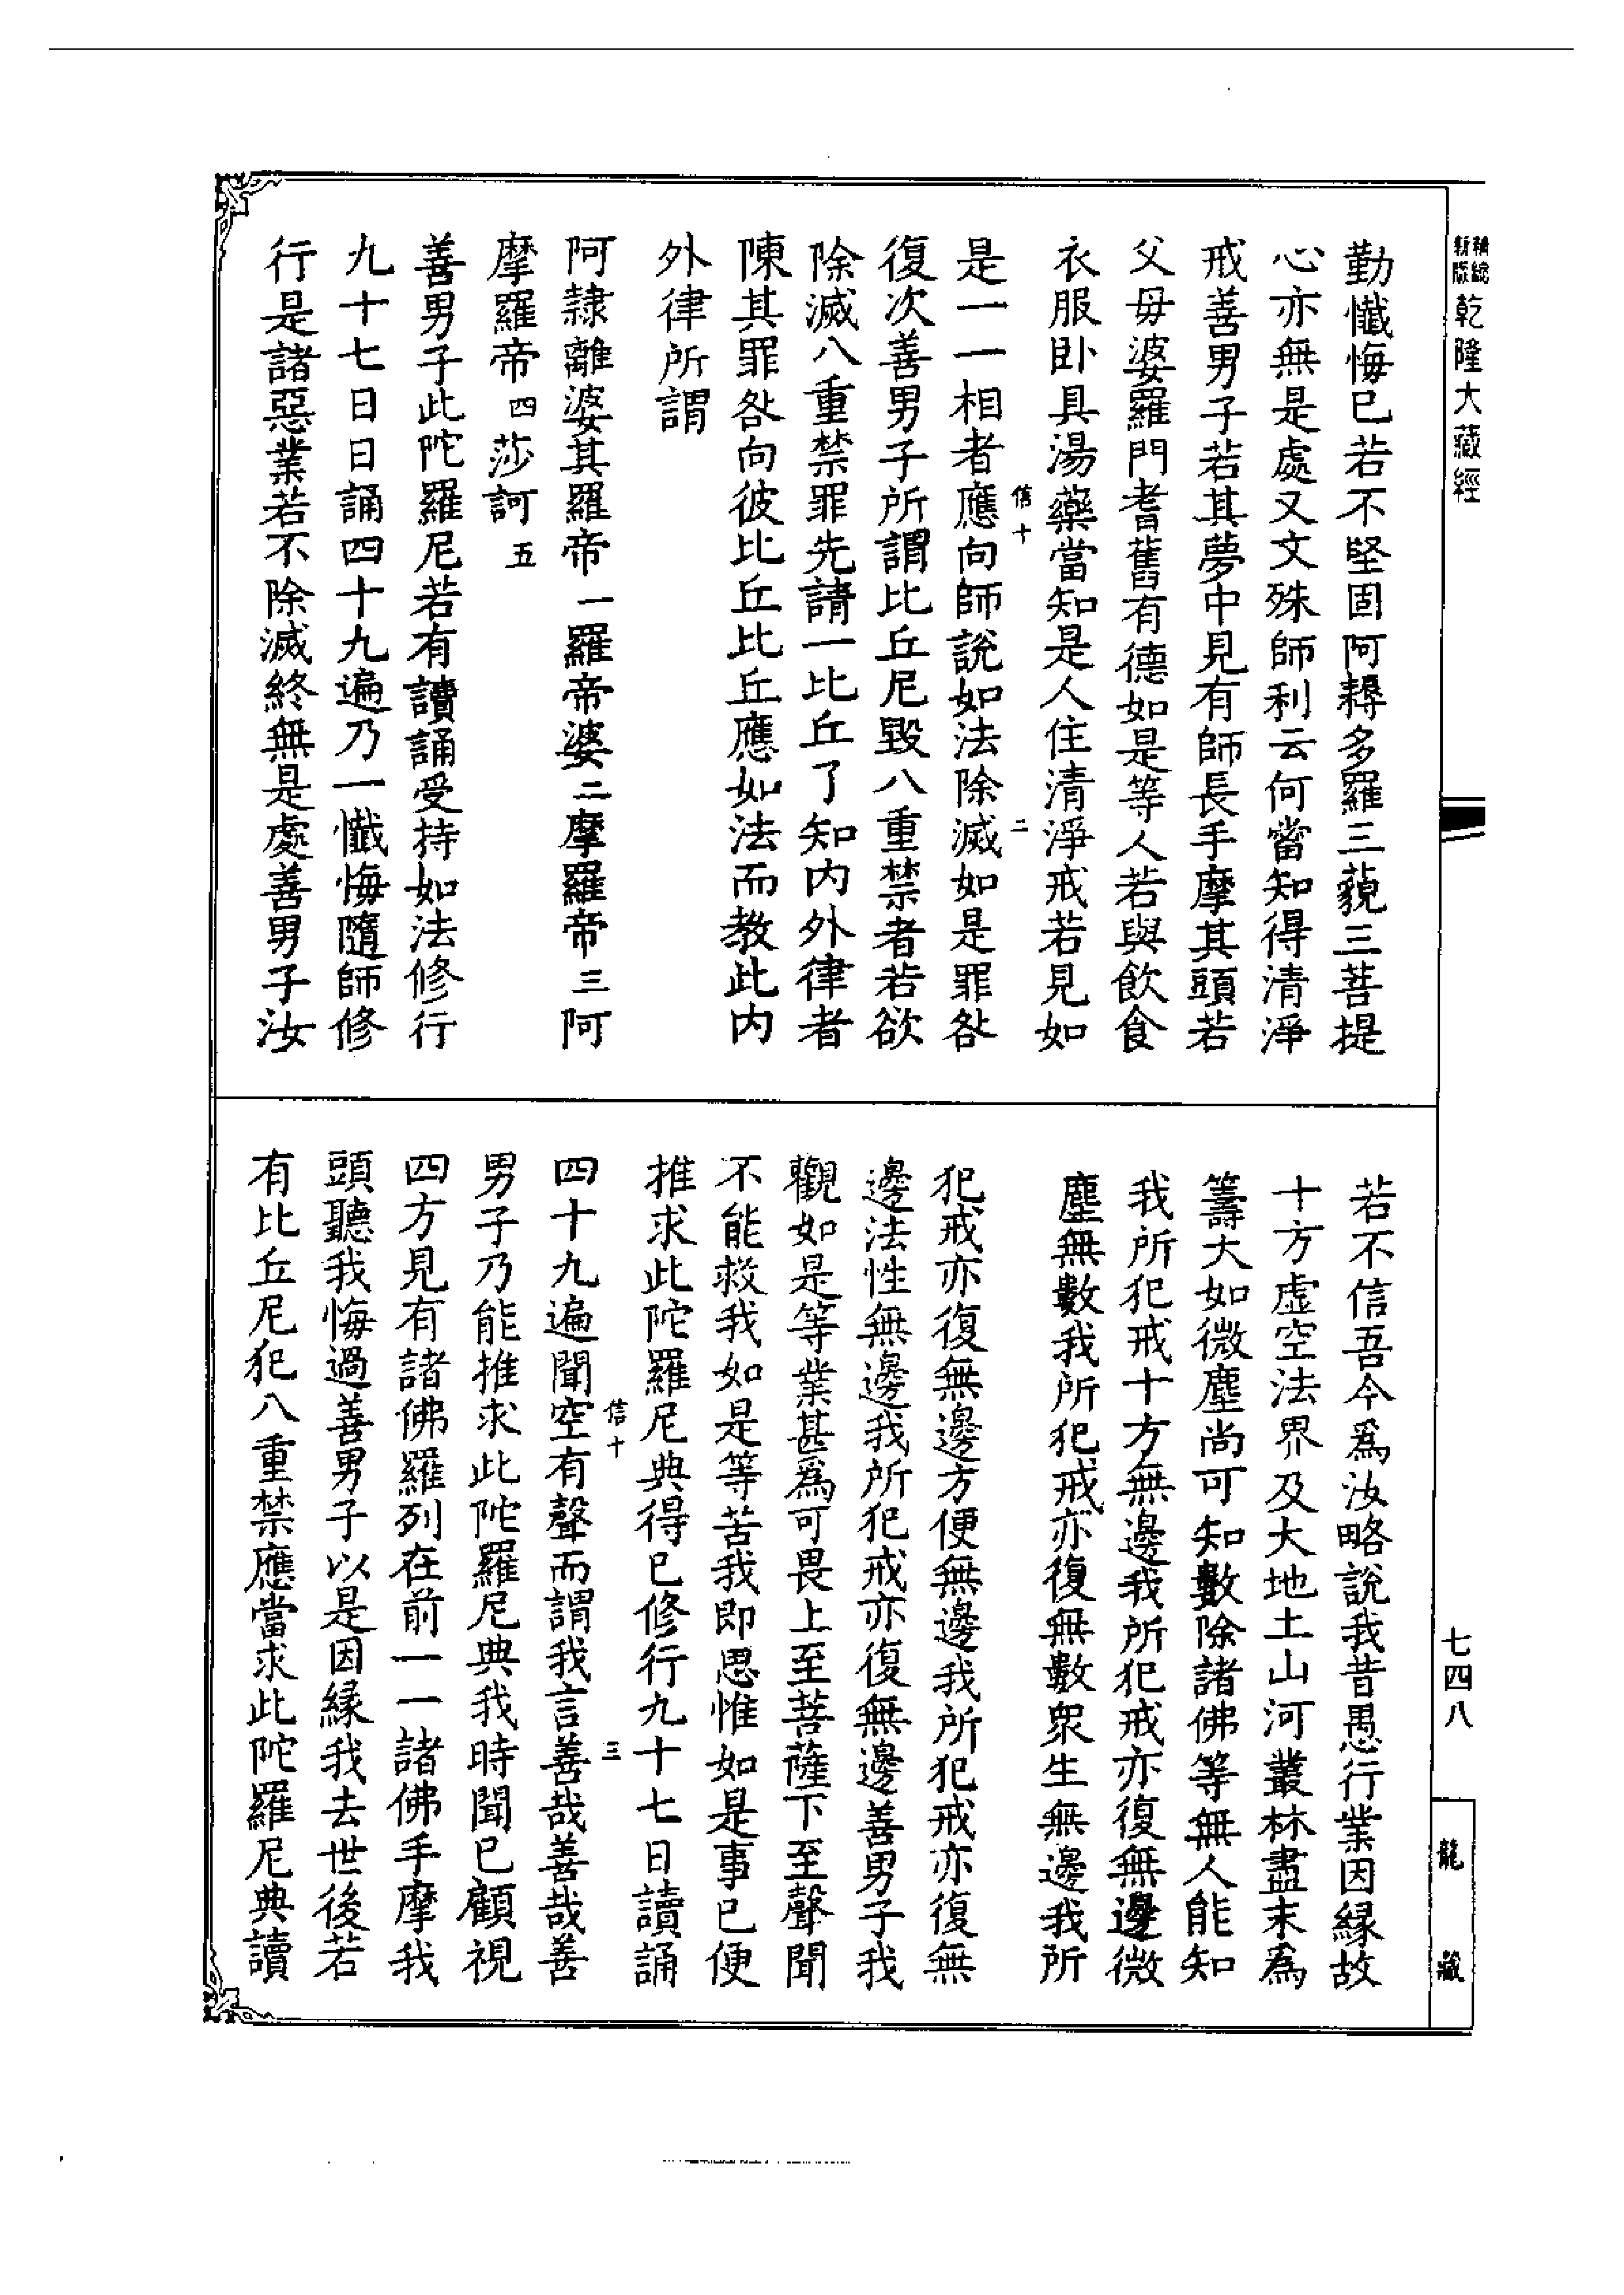 乾隆大藏經
勤懺悔已若不堅固阿耨多羅三藐三菩提
心亦無是處又文殊師利云何當知得清淨
戒善男子若其夢中見有師長手摩其頭若
父母婆羅門耆舊有德如是等人若與飲食
衣服卧具湯藥當知是人住清淨戒若見如
信十 二
是一一相者應向師說如法除滅如是罪咎
復次善男子所謂比丘尼毀八重禁者若欲
除滅八重禁罪先請一比丘了知內外律者
陳其罪咎向彼比丘比丘應如法而教此內
外律所謂
阿隷離婆其羅帝一羅帝婆二摩羅帝三阿
摩羅帝四莎訶五
善男子此陀羅尼若有讀誦受持如法修行
九十七日日誦四十九遍乃一懺悔隨師修
行是諸惡業若不除滅終無是處善男子汝
七四八
龍藏
若不信吾今爲汝略說我昔愚行業因縁故
十方虛空法界及大地土山河叢林盡末爲
籌大如微塵尚可知數除諸佛等無人能知
我所犯戒十方無邊我所犯戒亦復無邊微
塵無數我所犯戒亦復無數衆生無邊我所
犯戒亦復無邊方便無邊我所犯戒亦復無
邊法性無邊我所犯戒亦復無邊善男子我
觀如是等業甚爲可畏上至菩薩下至聲聞
不能救我如是等苦我即思惟如是事已便
推求此陀羅尼典得已修行九十七日讀誦
信十 三
四十九遍聞空有聲而謂我言善哉善哉善
男子乃能推求此陀羅尼典我時聞已顧視
四方見有諸佛羅列在前一一諸佛手摩我
頭聽我悔過善男子以是因縁我去世後若
有比丘尼犯八重禁應當求此陀羅尼典讀